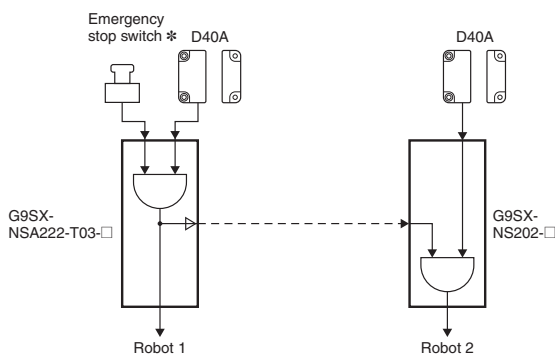 Emergency
stop switch ✻
D40A
D40A
G9SX-
NSA222-T03-□
G9SX-
NS202-□
Robot 1
Robot 2